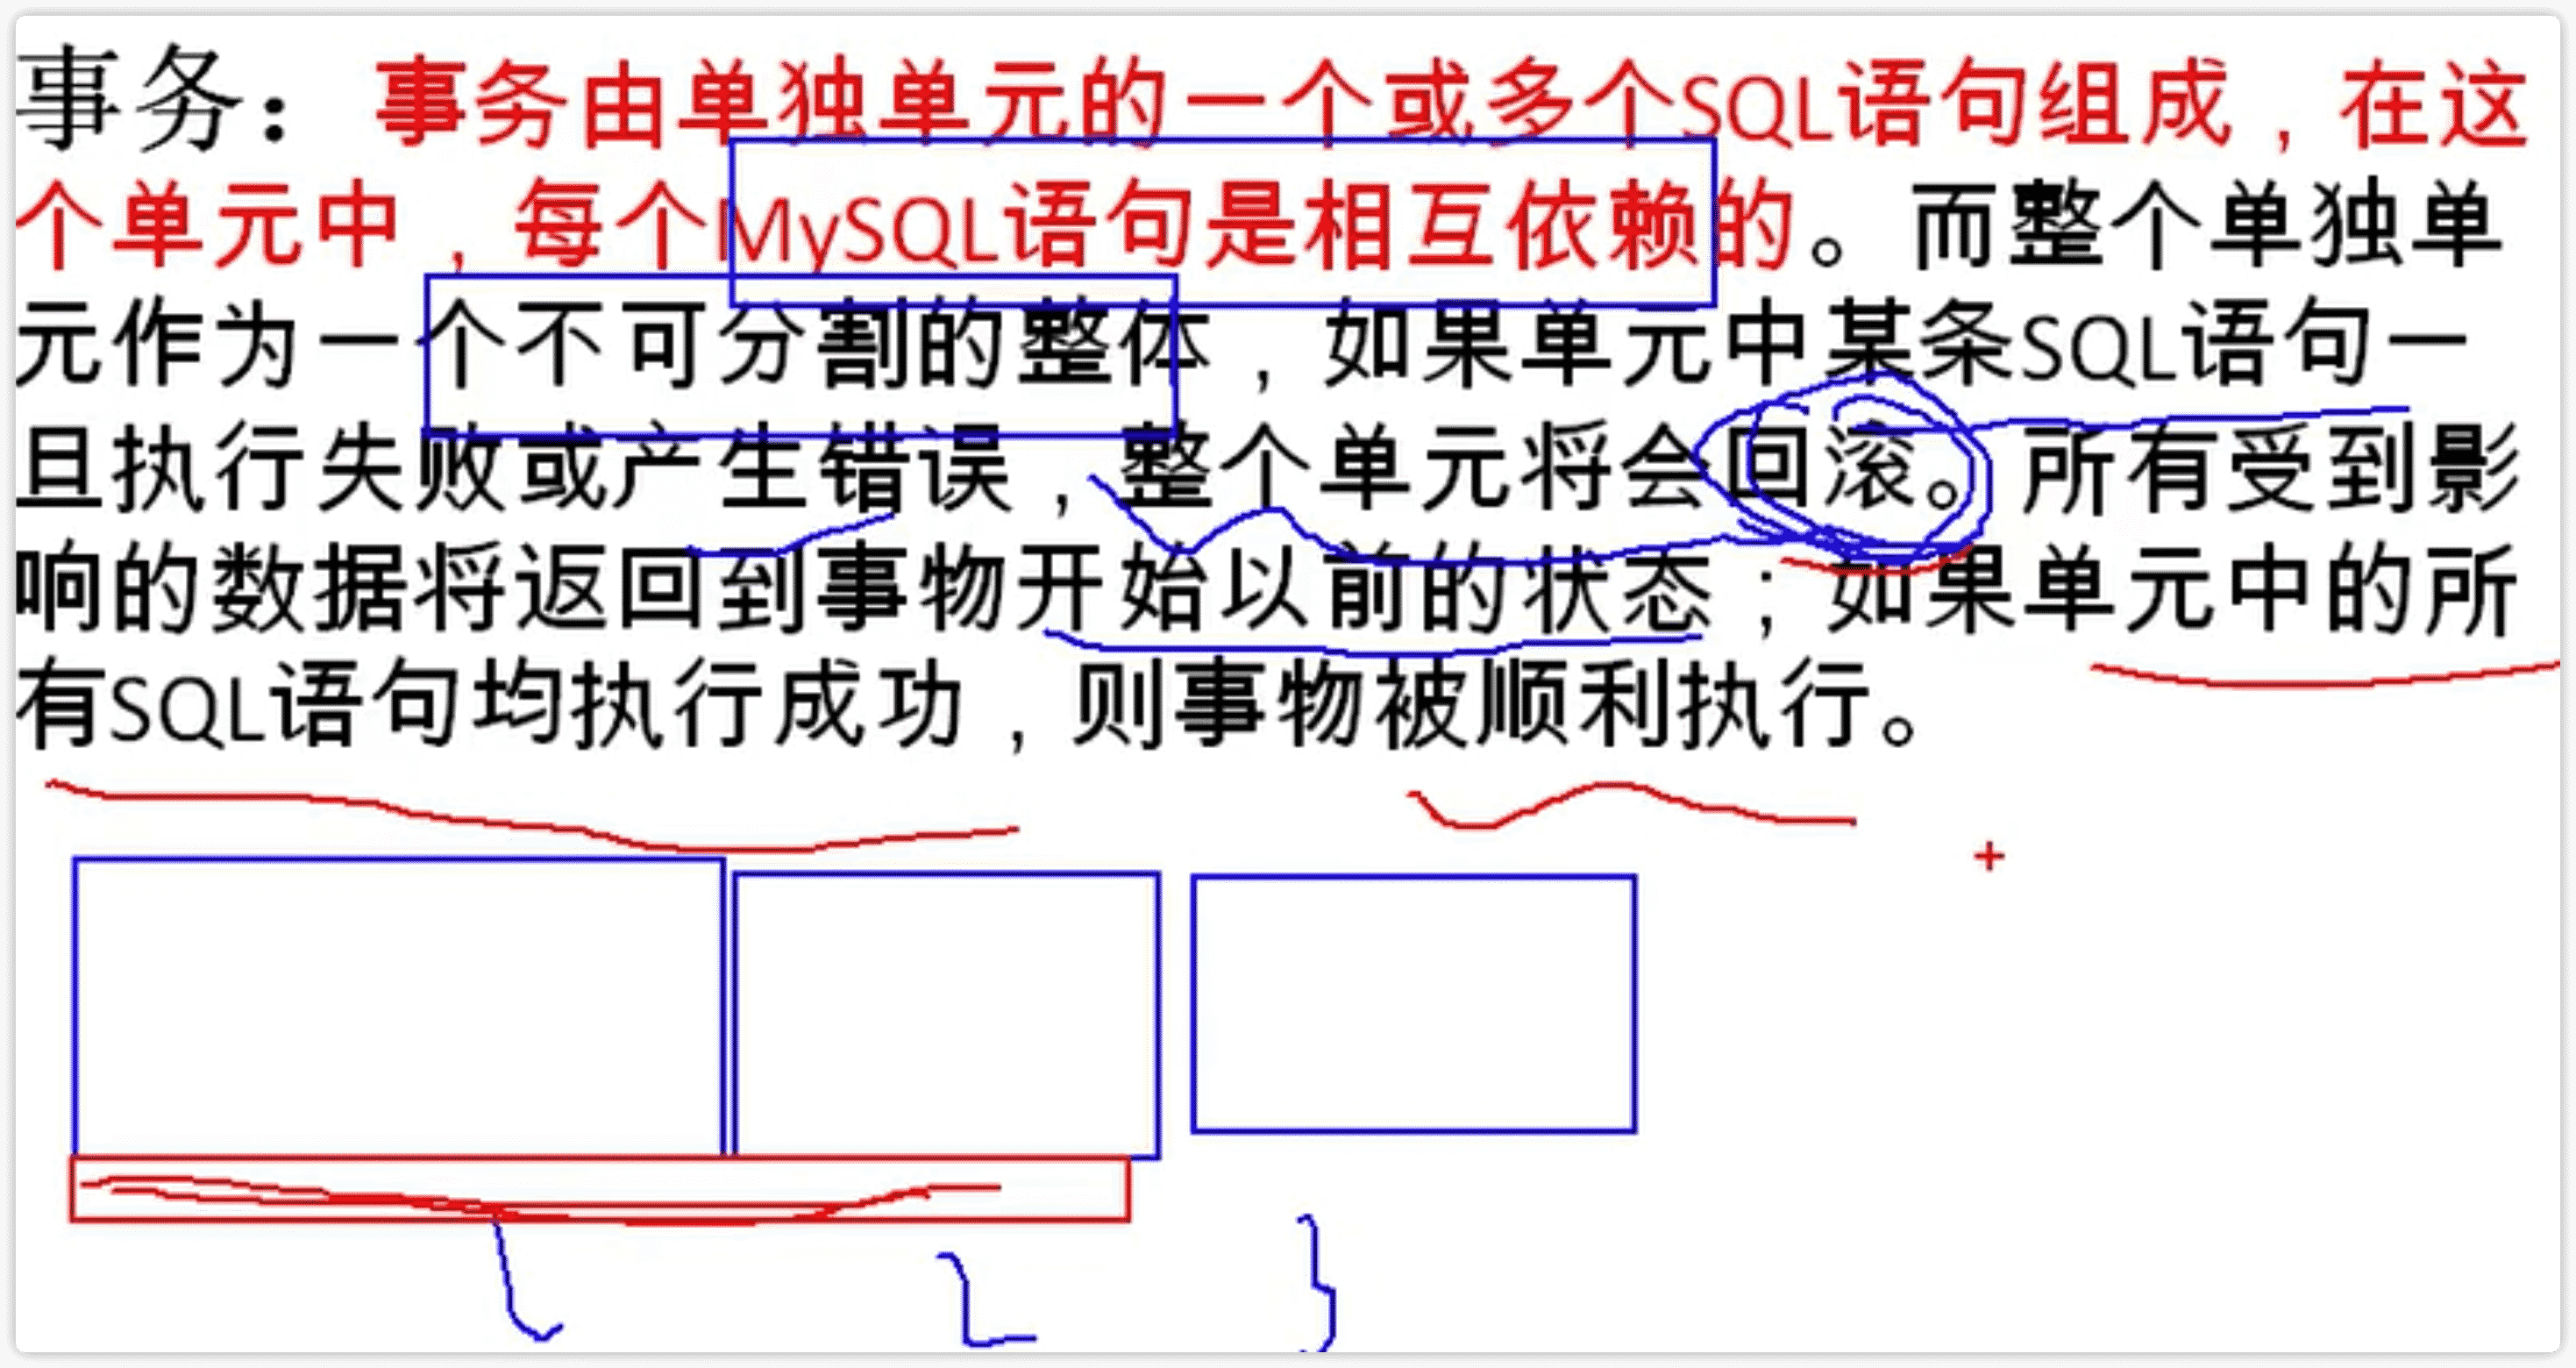 事务：事务由单独单元的一个或多个SQL语句组成，在这
个单元中，每个MySQL语句是相互依赖的。而整个单独单
元作为一个不可分割的整体，如果单元中某条SQL语句一
旦执行失败或产生错误，整个单元将会回滚。所有受到影
响的数据将返回到事物开始以前的状态；如果单元中的所
有SQL语句均执行成功，则事物被顺利执行。